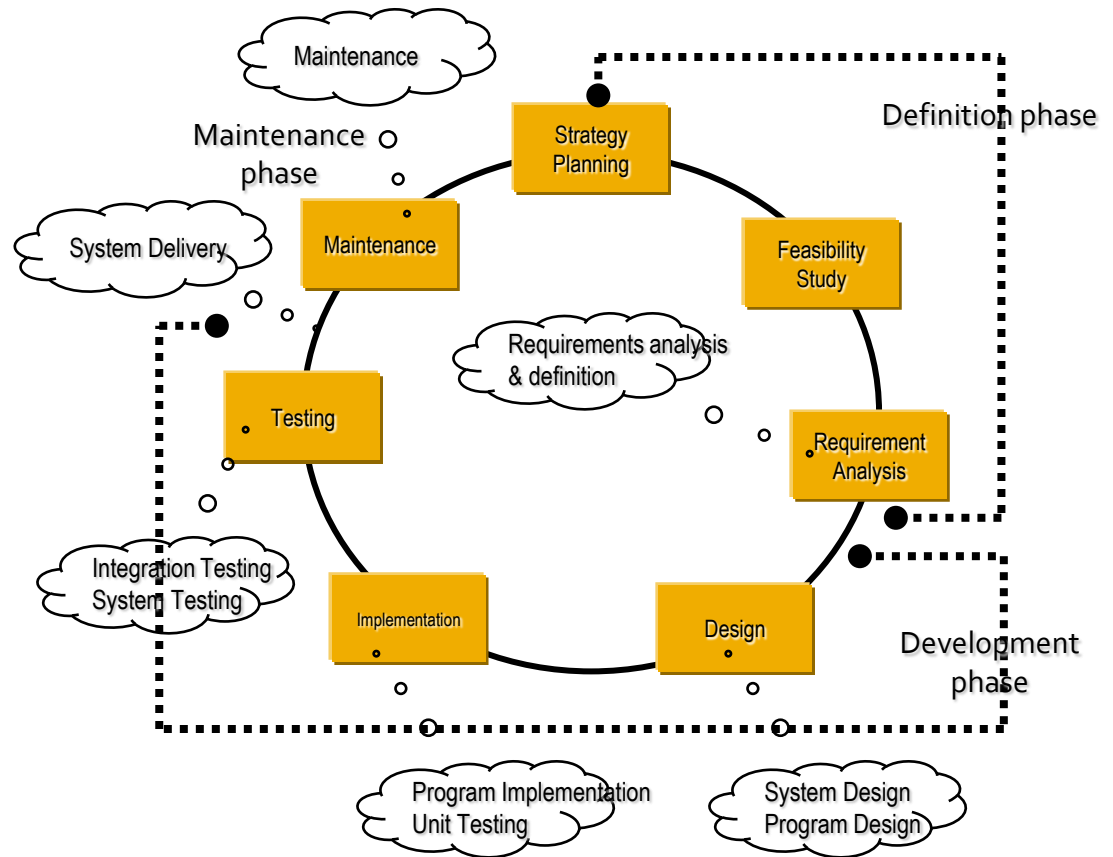 Maintenance
Definition phase
Strategy
Planning
Maintenance
phase
System Delivery
Maintenance
Feasibility
Study
Requirements analysis
& definition
Testing
Requirement
Analysis
Integration Testing
System Testing
Implementation
Design
Development
phase
Program Implementation
Unit Testing
System Design
Program Design